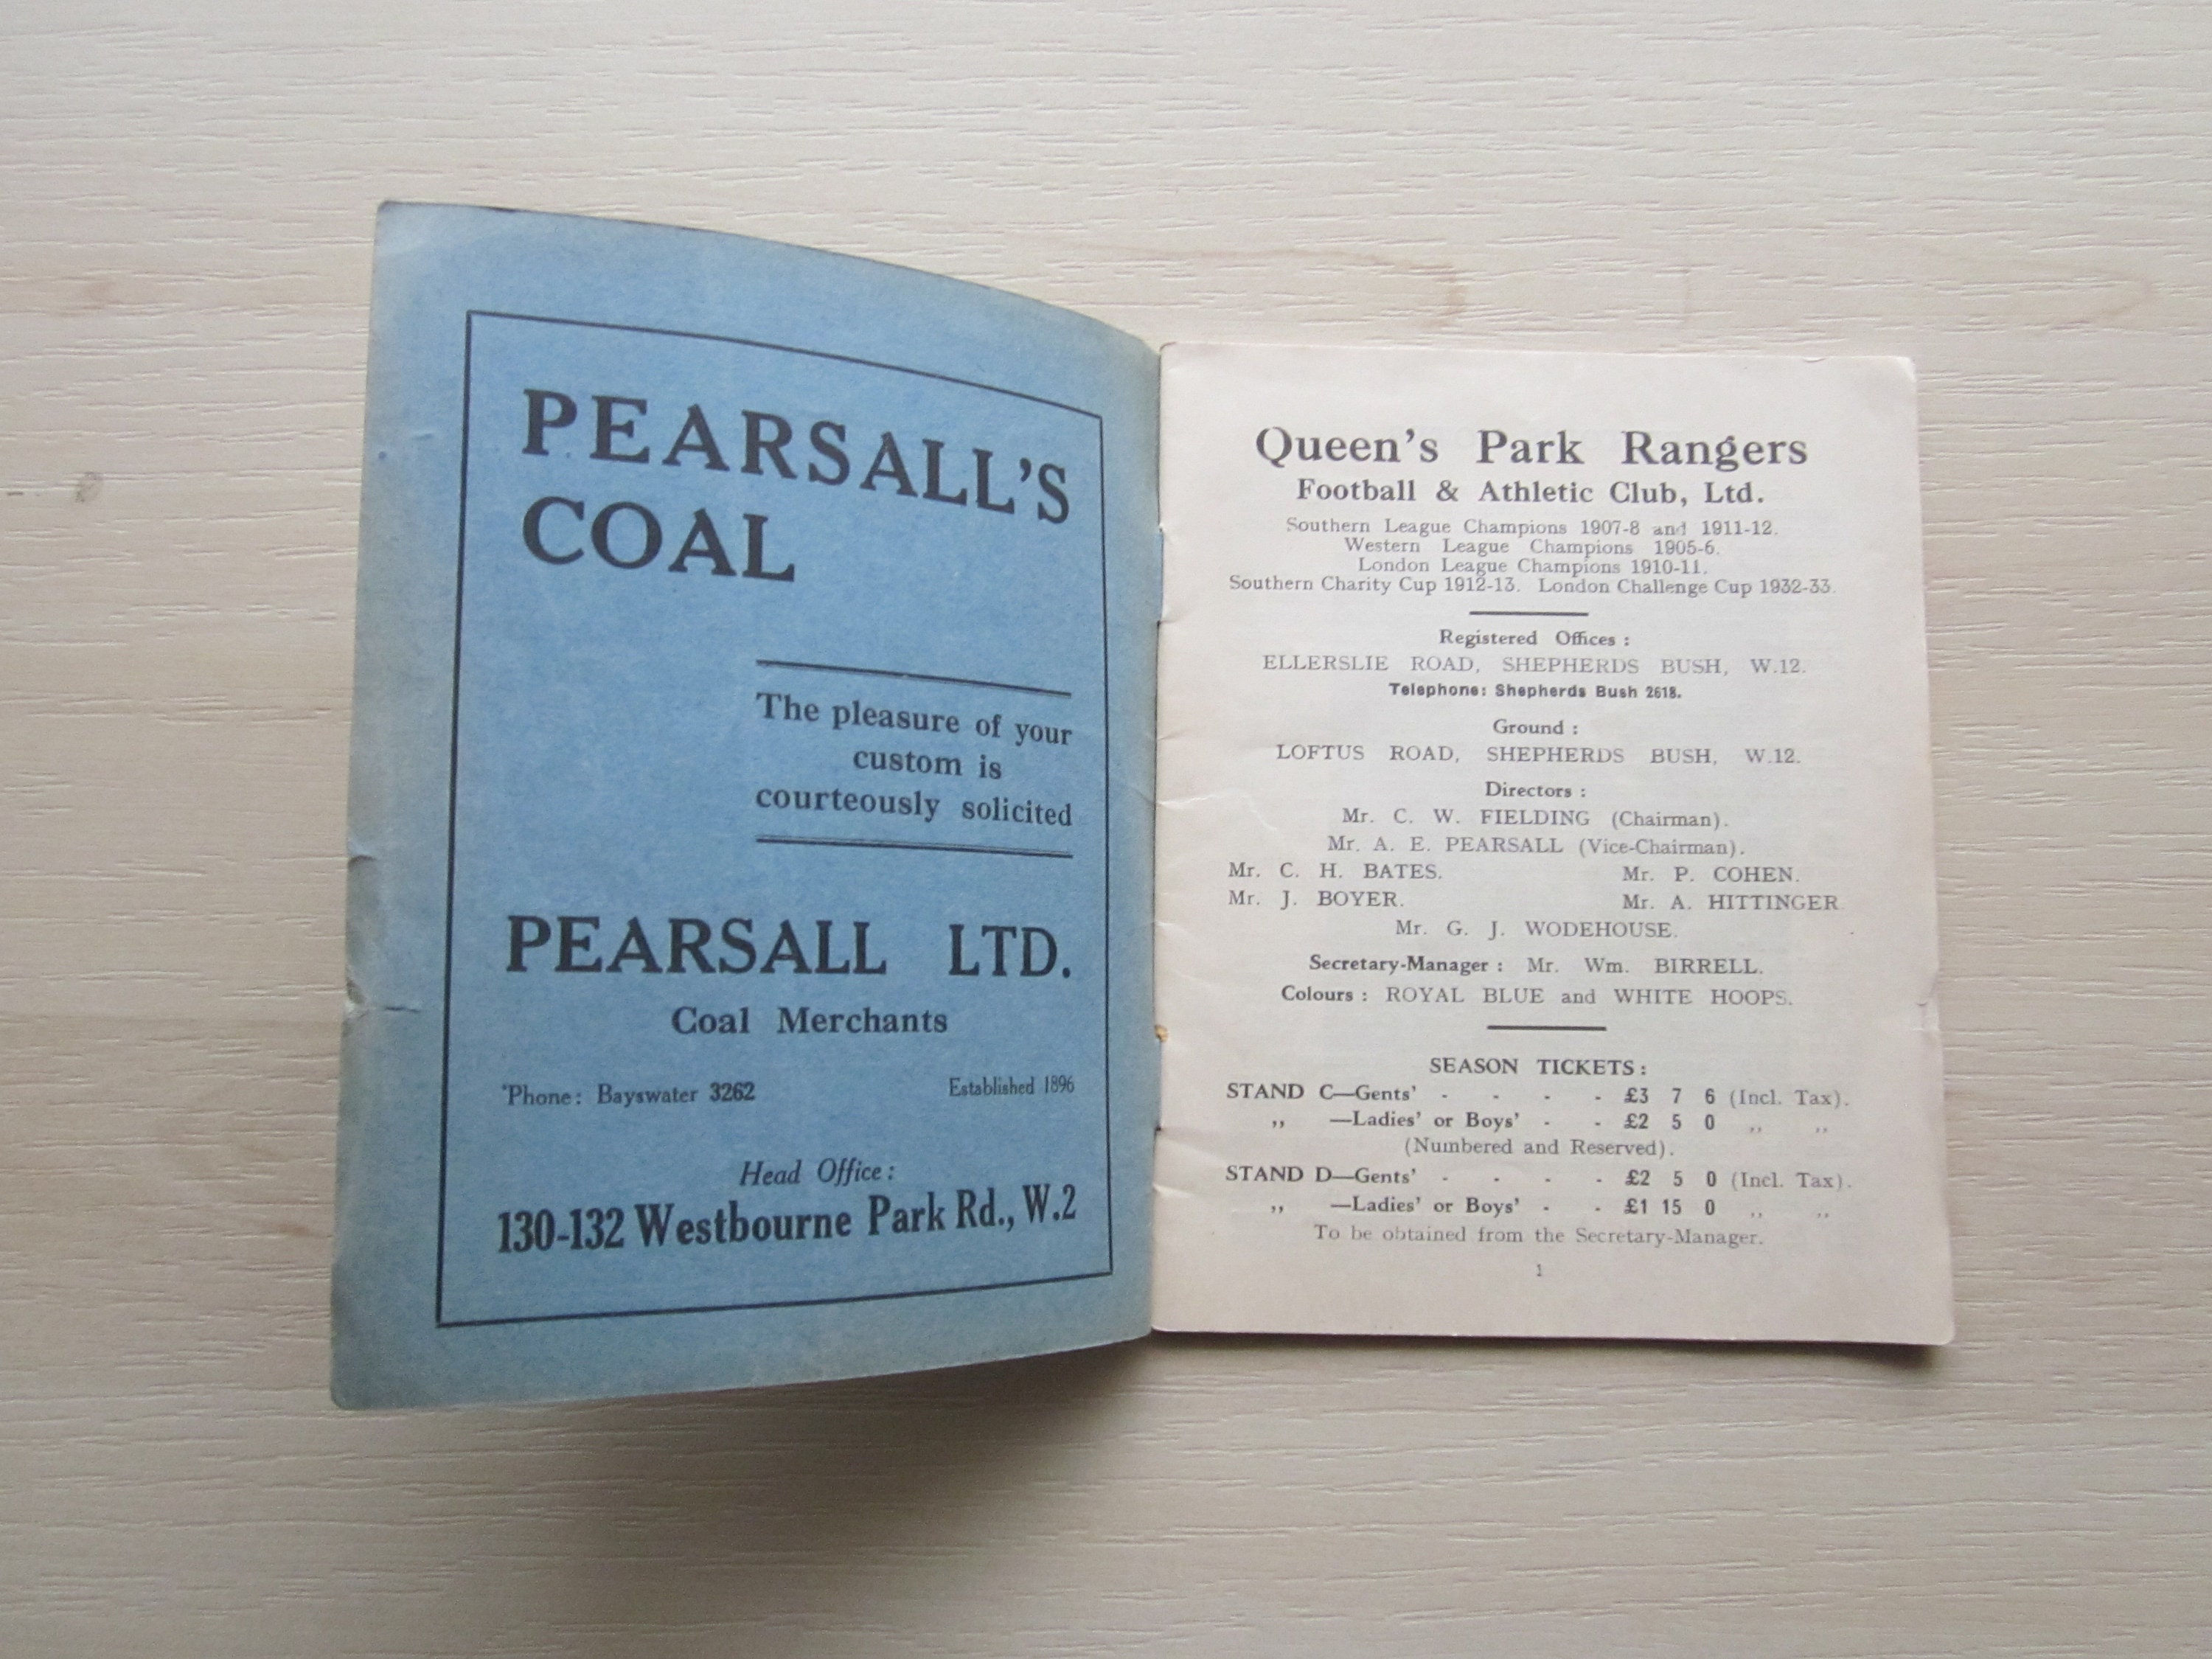 PEARSALL'S
COAL
The pleasure of your
custom is
courteously solicited
PEARSALL LTD.
Coal Merchants
'Phone: Bayswater 3262 Established 1896
Head Office:
130-132 Westbourne Park Rd., W.2
Queen's Park Rangers
Football & Athletic Club, Ltd.
Southern League Champions 1907-8 and 1911-12.
Western League Champions 1905-6.
London League Champions 1910-11.
Southern Charity Cup 1912-13. London Challenge Cup 1932-33.
Registered Offices:
ELLERSLIE ROAD, SHEPHERDS BUSH, W.12.
Telephone: Shepherds Bush 2618.
Ground:
LOFTUS ROAD, SHEPHERDS BUSH, W.12.
Directors:
Mr. C. W. FIELDING (Chairman).
Mr. A. E. PEARSALL (Vice-Chairman).
Mr. C. H. BATES. Mr. P. COHEN.
Mr. J. BOYER. Mr. A. HITTINGER.
Mr. G. J. WODEHOUSE.
Secretary-Manager: Mr. Wm. BIRRELL.
Colours: ROYAL BLUE and WHITE HOOPS.
SEASON TICKETS:
STAND C—Gents' - - - - £3 7 6 (Incl. Tax).
,, —Ladies' or Boys' - - £2 5 0 ,, ,,
(Numbered and Reserved).
STAND D—Gents' - - - - £2 5 0 (Incl. Tax).
,, —Ladies' or Boys' - - £1 15 0 ,, ,,
To be obtained from the Secretary-Manager.
1